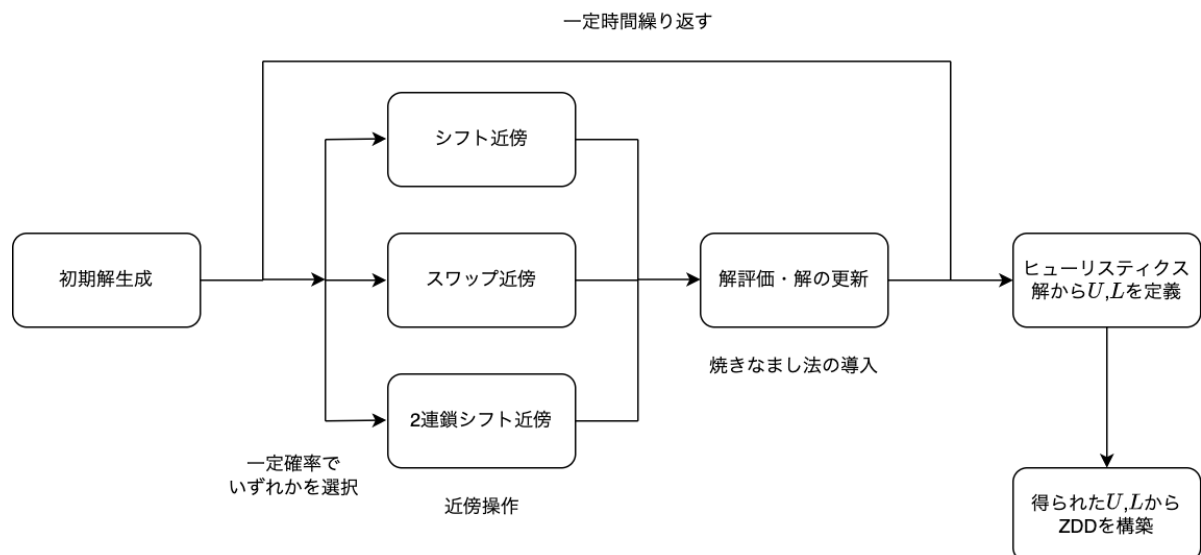 一定時間繰り返す
シフト近傍
初期解生成
スワップ近傍
解評価・解の更新
ヒューリスティクス
解からU,Lを定義
焼きなまし法の導入
2連鎖シフト近傍
一定確率で
いずれかを選択
近傍操作
得られたU,Lから
ZDDを構築